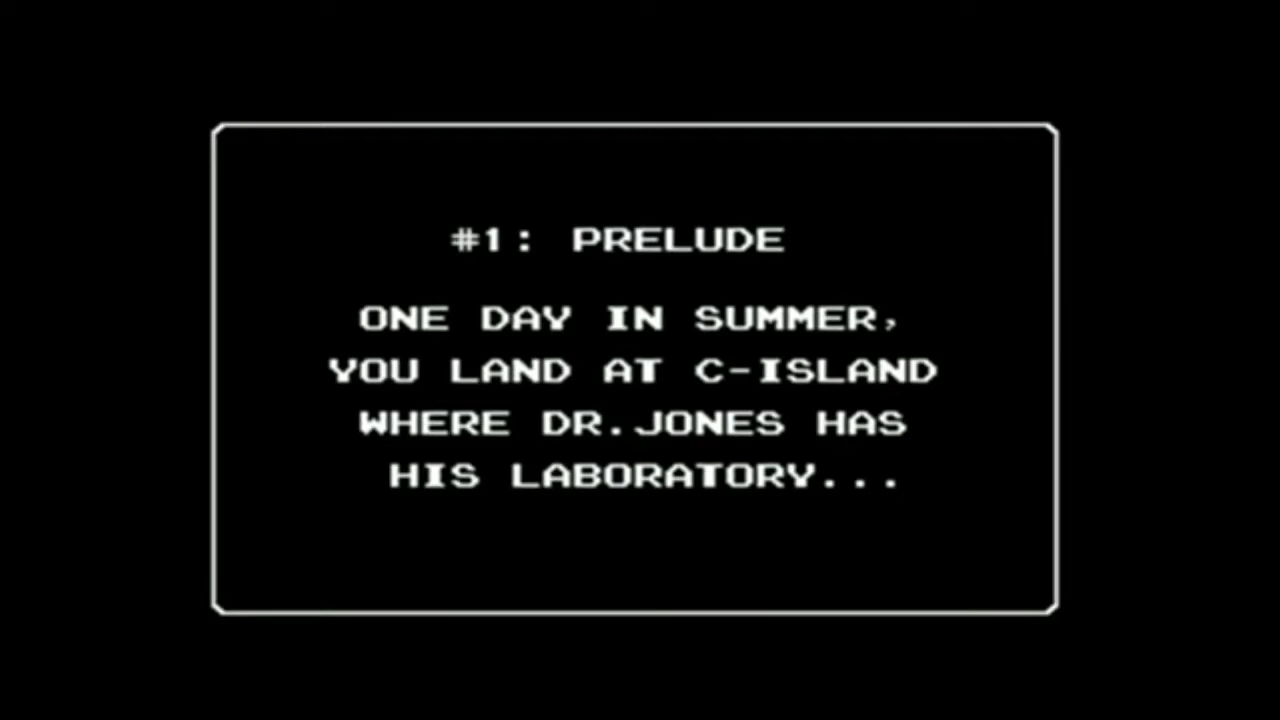 #1: PRELUDE
ONE DAY IN SUMMER,
YOU LAND AT C-ISLAND
WHERE DR.JONES HAS
HIS LABORATORY...